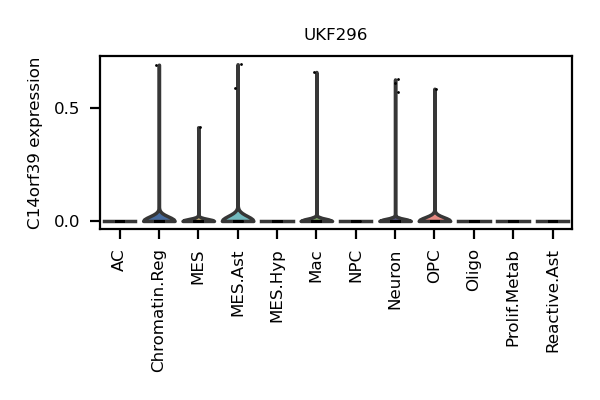 UKF296
C14orf39 expression
0.5
0.0
AC
Chromatin.Reg
MES
MES.Ast
MES.Hyp
Mac
NPC
Neuron
OPC
Oligo
Prolif.Metab
Reactive.Ast